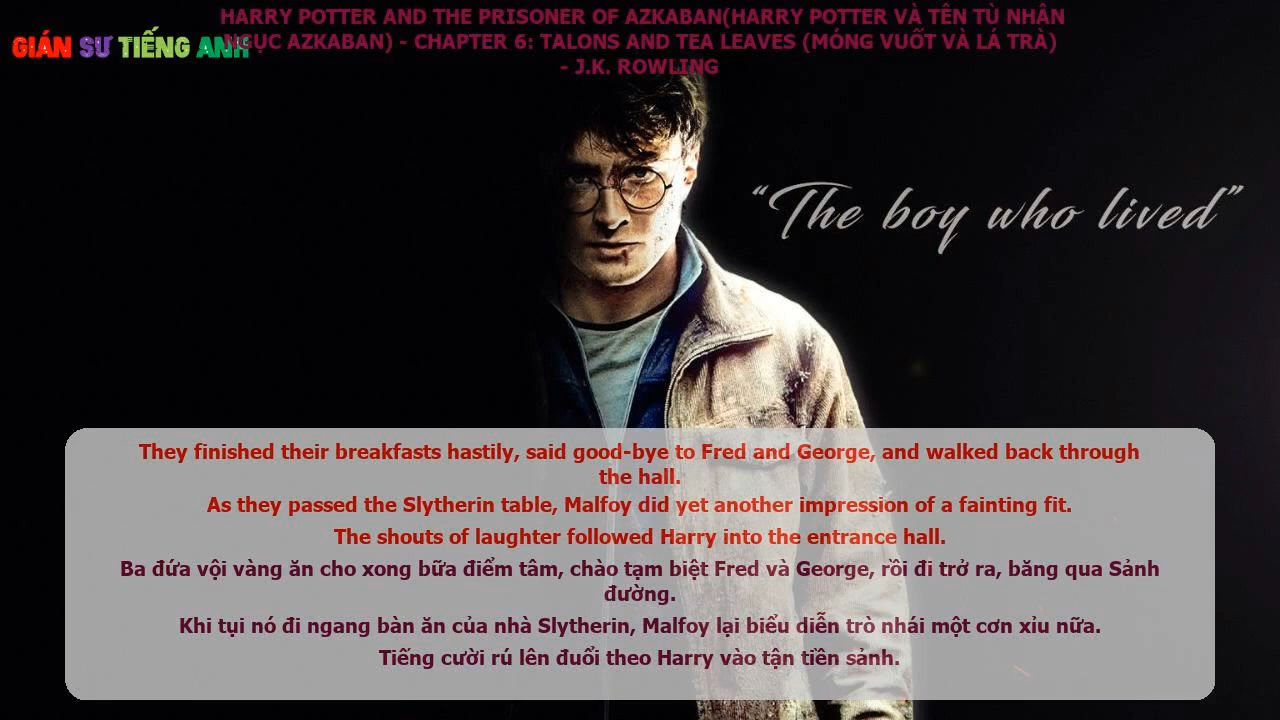 HARRY POTTER AND THE PRISONER OF AZKABAN(HARRY POTTER VÀ TÊN TÙ NHÂN
NGỤC AZKABAN) - CHAPTER 6: TALONS AND TEA LEAVES (MÓNG VUỐT VÀ LÁ TRÀ)
- J.K. ROWLING
GIÁN SƯ TIẾNG ANH
“The boy who lived”
They finished their breakfasts hastily, said good-bye to Fred and George, and walked back through
the hall.
As they passed the Slytherin table, Malfoy did yet another impression of a fainting fit.
The shouts of laughter followed Harry into the entrance hall.
Ba đứa vội vàng ăn cho xong bữa điểm tâm, chào tạm biệt Fred và George, rồi đi trở ra, băng qua Sảnh
đường.
Khi tụi nó đi ngang bàn ăn của nhà Slytherin, Malfoy lại biểu diễn trò nhái một cơn xỉu nữa.
Tiếng cười rú lên đuổi theo Harry vào tận tiền sảnh.